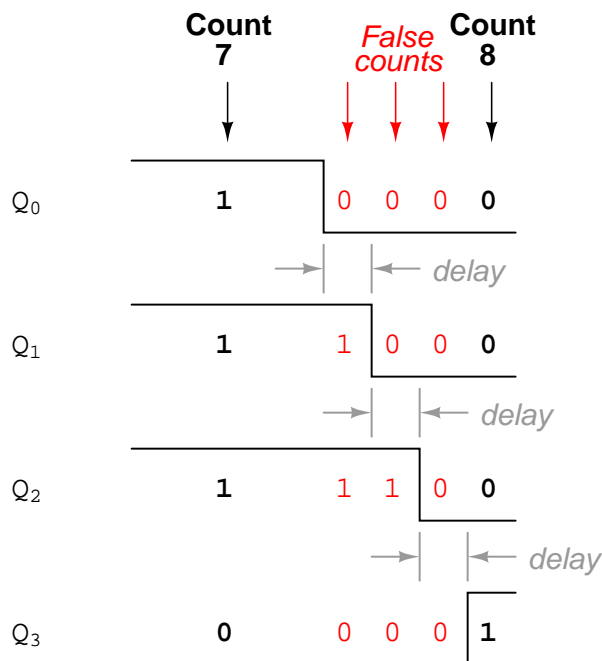 Count False Count
7 counts 8
Q0 1 0 0 0 0
delay
Q1 1 1 0 0 0
delay
Q2 1 1 1 0 0
delay
Q3 0 0 0 0 1